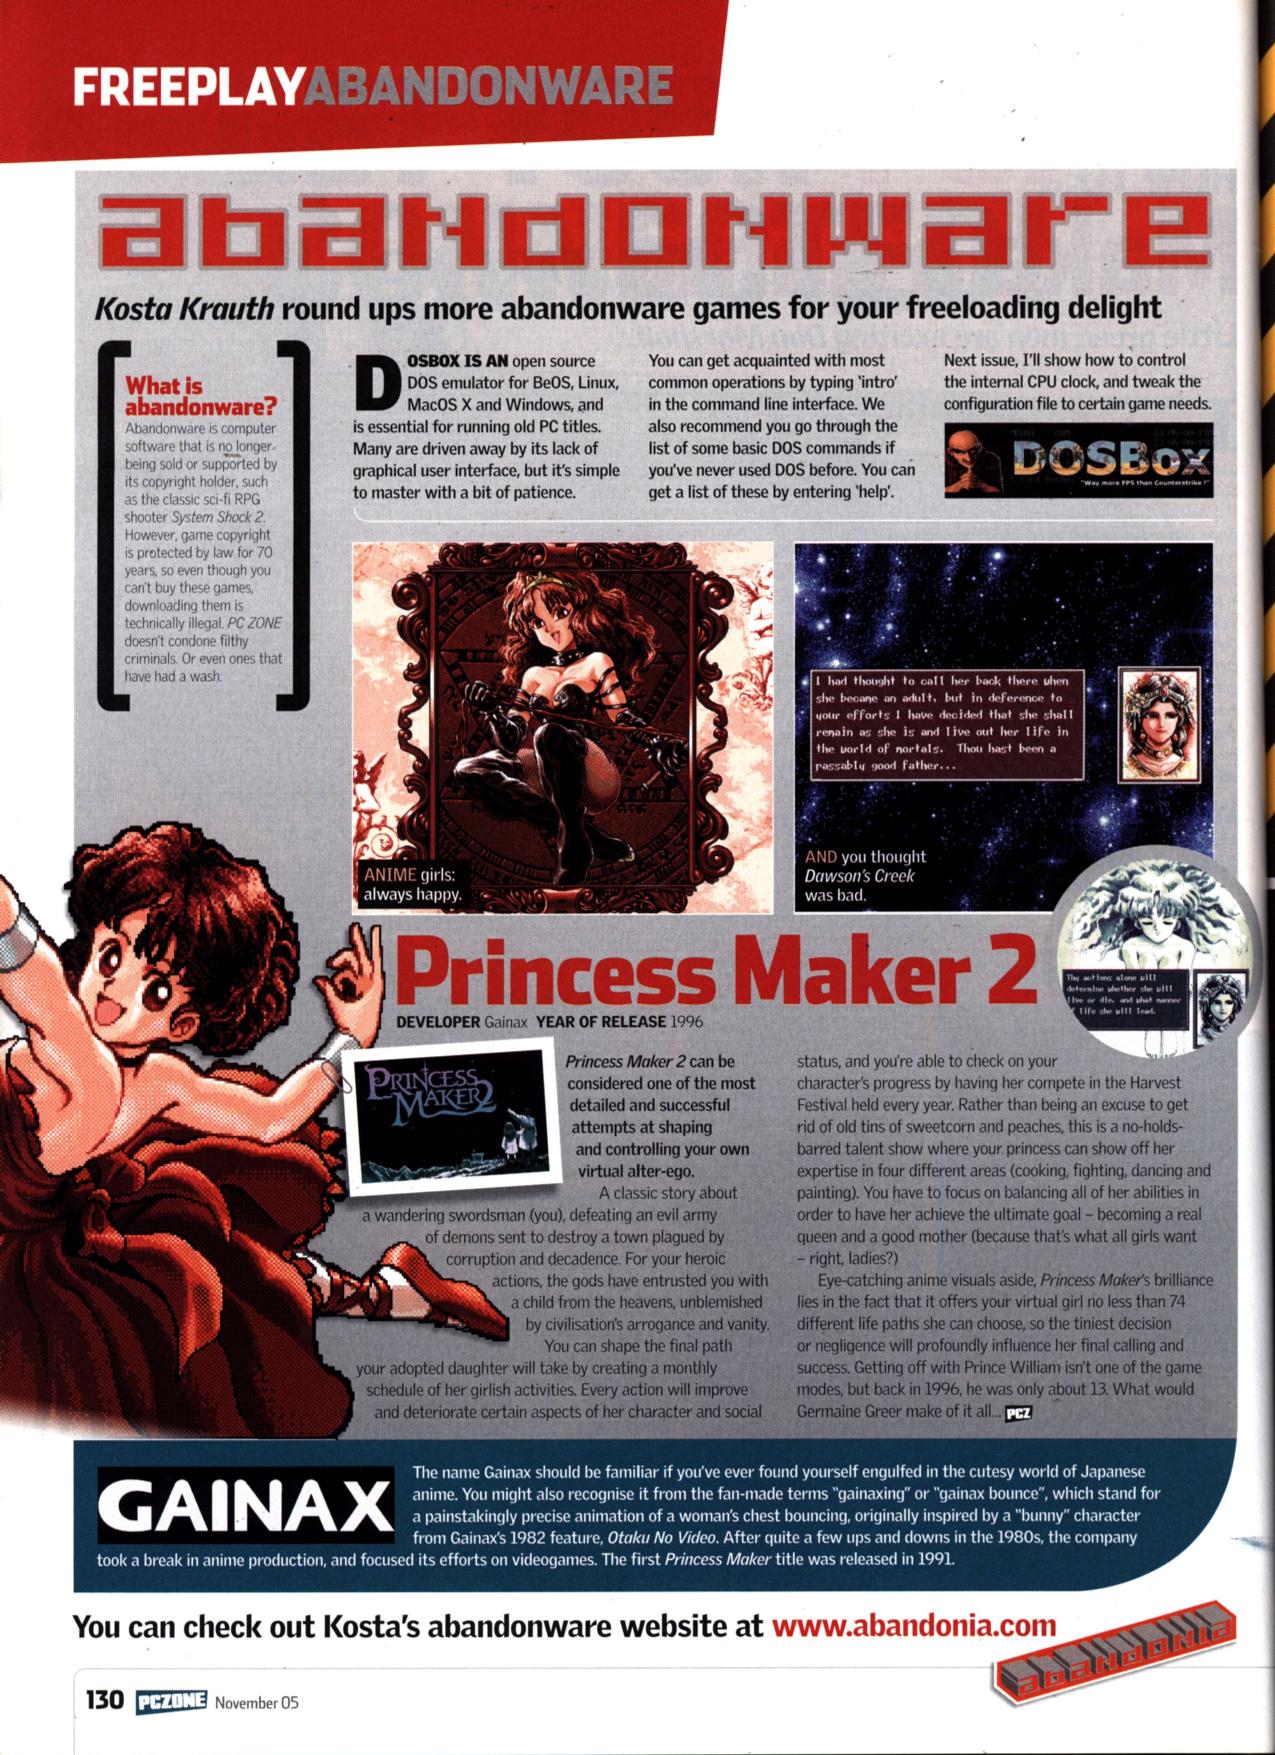 FREEPLAYABANDONWARE
abandonware
Kosta Krauth round ups more abandonware games for your freeloading delight
What is
abandonware?
Abandonware is computer
software that is no longer
being sold or supported by
its copyright holder, such
as the classic sci-fi RPG
shooter System Shock 2.
However, game copyright
is protected by law for 70
years, so even though you
can't buy these games,
downloading them is
technically illegal. PC ZONE
doesn't condone filthy
criminals. Or even ones that
have had a wash.
DOSBOX IS AN open source
DOS emulator for BeOS, Linux,
MacOS X and Windows, and
is essential for running old PC titles.
Many are driven away by its lack of
graphical user interface, but it's simple
to master with a bit of patience.
You can get acquainted with most
common operations by typing 'intro'
in the command line interface. We
also recommend you go through the
list of some basic DOS commands if
you've never used DOS before. You can
get a list of these by entering 'help'.
Next issue, I'll show how to control
the internal CPU clock, and tweak the
configuration file to certain game needs.
DOSBox
"Way more FPS than Counterstrike !"
ANIME girls:
always happy.
I had thought to call her back there when
she became an adult, but in deference to
your efforts I have decided that she shall
remain as she is and live out her life in
the world of mortals. Thou hast been a
passably good father...
AND you thought
Dawson's Creek
was bad.
Thy actions alone will
determine whether she will
live or die, and what manner
f life she will lead.
Princess Maker 2
DEVELOPER Gainax YEAR OF RELEASE 1996
PRINCESS
MAKER 2
Princess Maker 2 can be
considered one of the most
detailed and successful
attempts at shaping
and controlling your own
virtual alter-ego.
A classic story about
a wandering swordsman (you), defeating an evil army
of demons sent to destroy a town plagued by
corruption and decadence. For your heroic
actions, the gods have entrusted you with
a child from the heavens, unblemished
by civilisation's arrogance and vanity.
You can shape the final path
your adopted daughter will take by creating a monthly
schedule of her girlish activities. Every action will improve
and deteriorate certain aspects of her character and social
status, and you're able to check on your
character's progress by having her compete in the Harvest
Festival held every year. Rather than being an excuse to get
rid of old tins of sweetcorn and peaches, this is a no-holds-
barred talent show where your princess can show off her
expertise in four different areas (cooking, fighting, dancing and
painting). You have to focus on balancing all of her abilities in
order to have her achieve the ultimate goal – becoming a real
queen and a good mother (because that's what all girls want
– right, ladies?)
Eye-catching anime visuals aside, Princess Maker's brilliance
lies in the fact that it offers your virtual girl no less than 74
different life paths she can choose, so the tiniest decision
or negligence will profoundly influence her final calling and
success. Getting off with Prince William isn't one of the game
modes, but back in 1996, he was only about 13. What would
Germaine Greer make of it all... PCZ
GAINAX
The name Gainax should be familiar if you've ever found yourself engulfed in the cutesy world of Japanese
anime. You might also recognise it from the fan-made terms "gainaxing" or "gainax bounce", which stand for
a painstakingly precise animation of a woman's chest bouncing, originally inspired by a "bunny" character
from Gainax's 1982 feature, Otaku No Video. After quite a few ups and downs in the 1980s, the company
took a break in anime production, and focused its efforts on videogames. The first Princess Maker title was released in 1991.
You can check out Kosta's abandonware website at www.abandonia.com
abandonia
130 PCZONE November 05